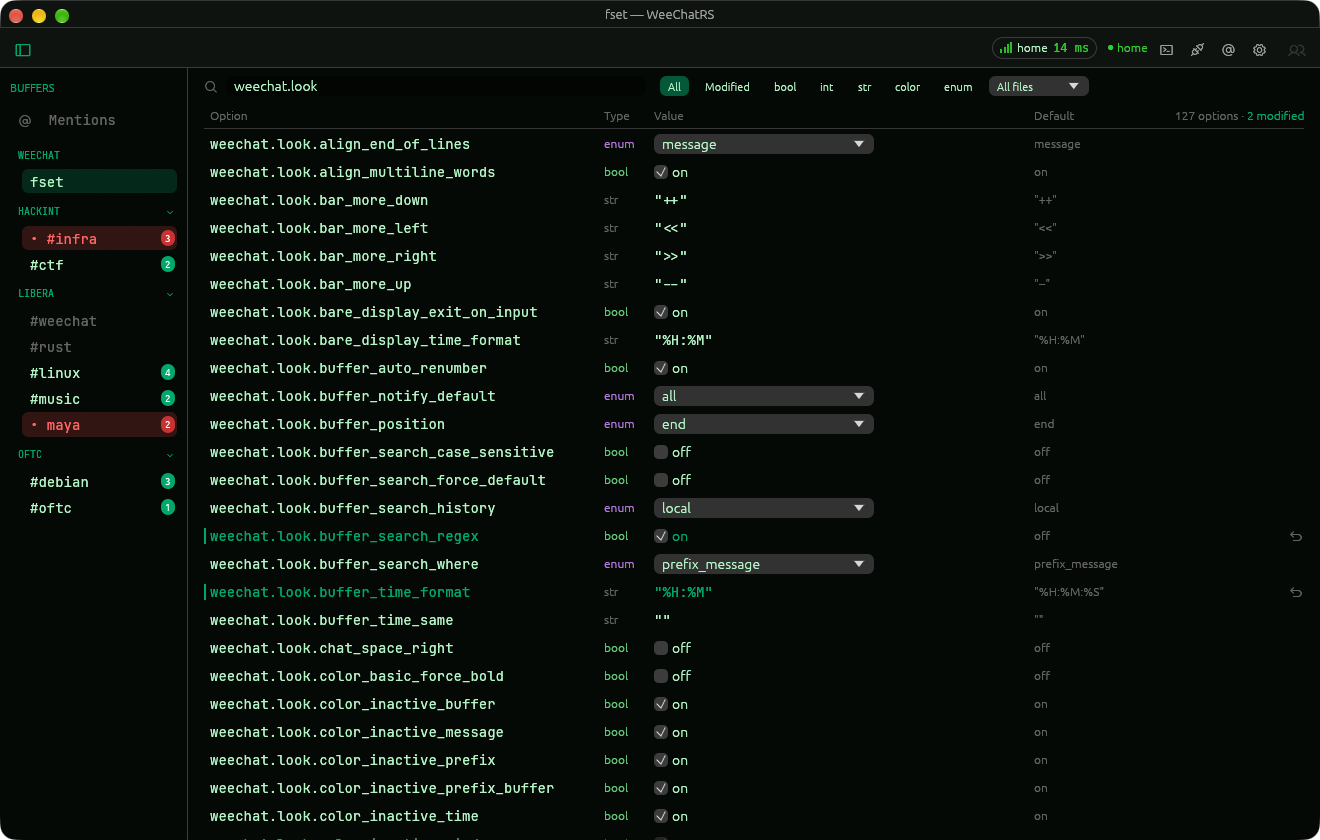 fset — WeeChatRS
home 14 ms
home
BUFFERS
@ Mentions
WEECHAT
fset
HACKINT
• #infra 3
#ctf 2
LIBERA
#weechat
#rust
#linux 4
#music 2
• maya 2
OFTC
#debian 3
#oftc 1
weechat.look
All Modified bool int str color enum All files
Option Type Value Default 127 options · 2 modified
weechat.look.align_end_of_lines enum message message
weechat.look.align_multiline_words bool on on
weechat.look.bar_more_down str "++" "++"
weechat.look.bar_more_left str "<<" "<<"
weechat.look.bar_more_right str ">>" ">>"
weechat.look.bar_more_up str "--" "--"
weechat.look.bare_display_exit_on_input bool on on
weechat.look.bare_display_time_format str "%H:%M" "%H:%M"
weechat.look.buffer_auto_renumber bool on on
weechat.look.buffer_notify_default enum all all
weechat.look.buffer_position enum end end
weechat.look.buffer_search_case_sensitive bool off off
weechat.look.buffer_search_force_default bool off off
weechat.look.buffer_search_history enum local local
weechat.look.buffer_search_regex bool on off
weechat.look.buffer_search_where enum prefix_message prefix_message
weechat.look.buffer_time_format str "%H:%M" "%H:%M:%S"
weechat.look.buffer_time_same str "" ""
weechat.look.chat_space_right bool off off
weechat.look.color_basic_force_bold bool off off
weechat.look.color_inactive_buffer bool on on
weechat.look.color_inactive_message bool on on
weechat.look.color_inactive_prefix bool on on
weechat.look.color_inactive_prefix_buffer bool on on
weechat.look.color_inactive_time bool on on